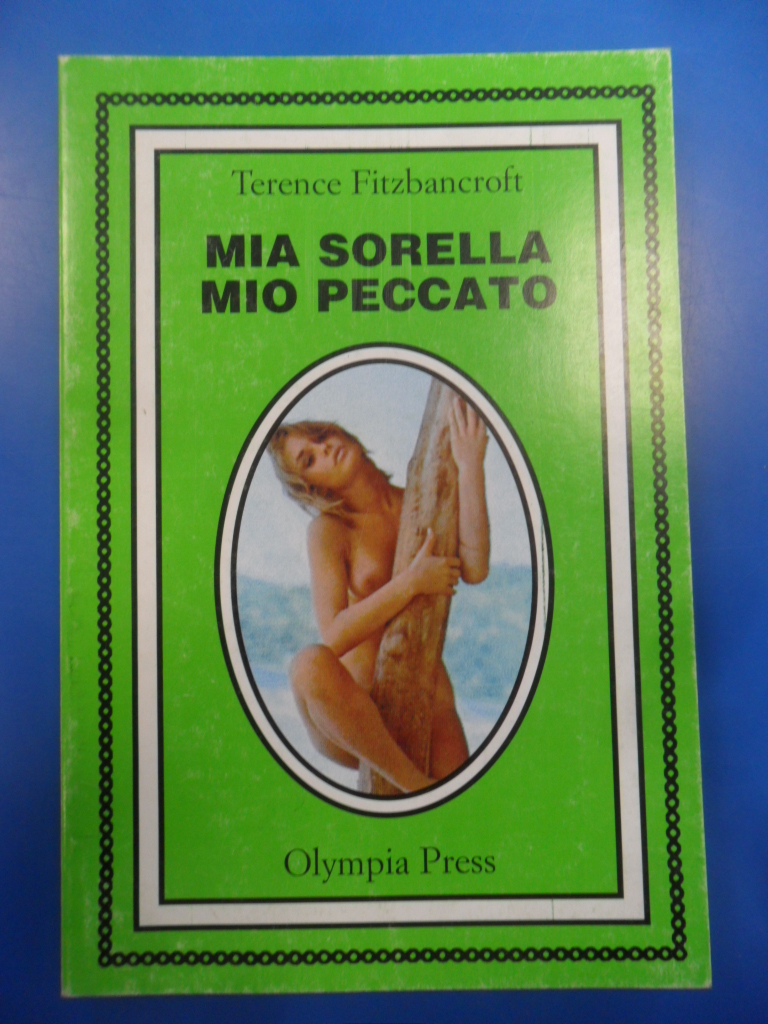 Terence Fitzbancroft
MIA SORELLA
MIO PECCATO
Olympia Press